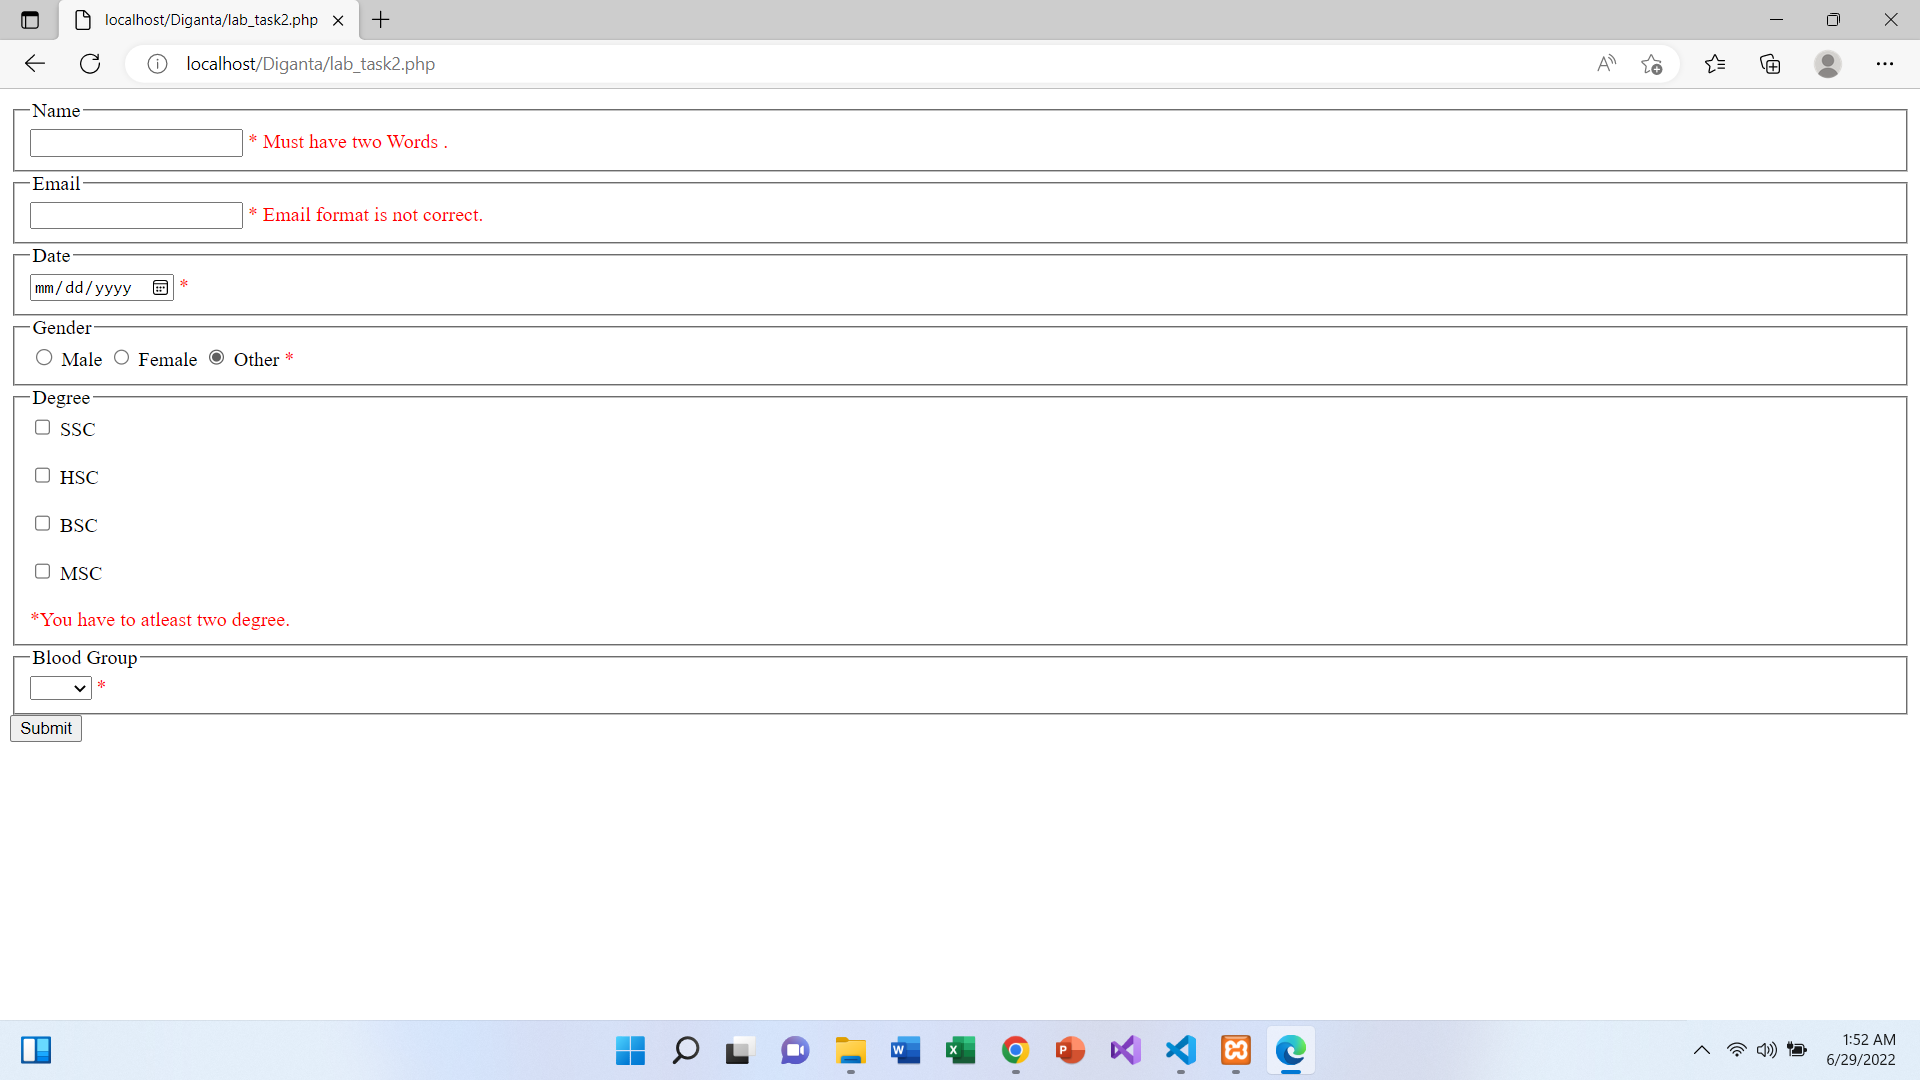 localhost/Diganta/lab_task2.php
localhost/Diganta/lab_task2.php
Name
* Must have two Words .
Email
* Email format is not correct.
Date
mm/dd/yyyy *
Gender
Male Female Other *
Degree
SSC
HSC
BSC
MSC
*You have to atleast two degree.
Blood Group
*
Submit
1:52 AM
6/29/2022